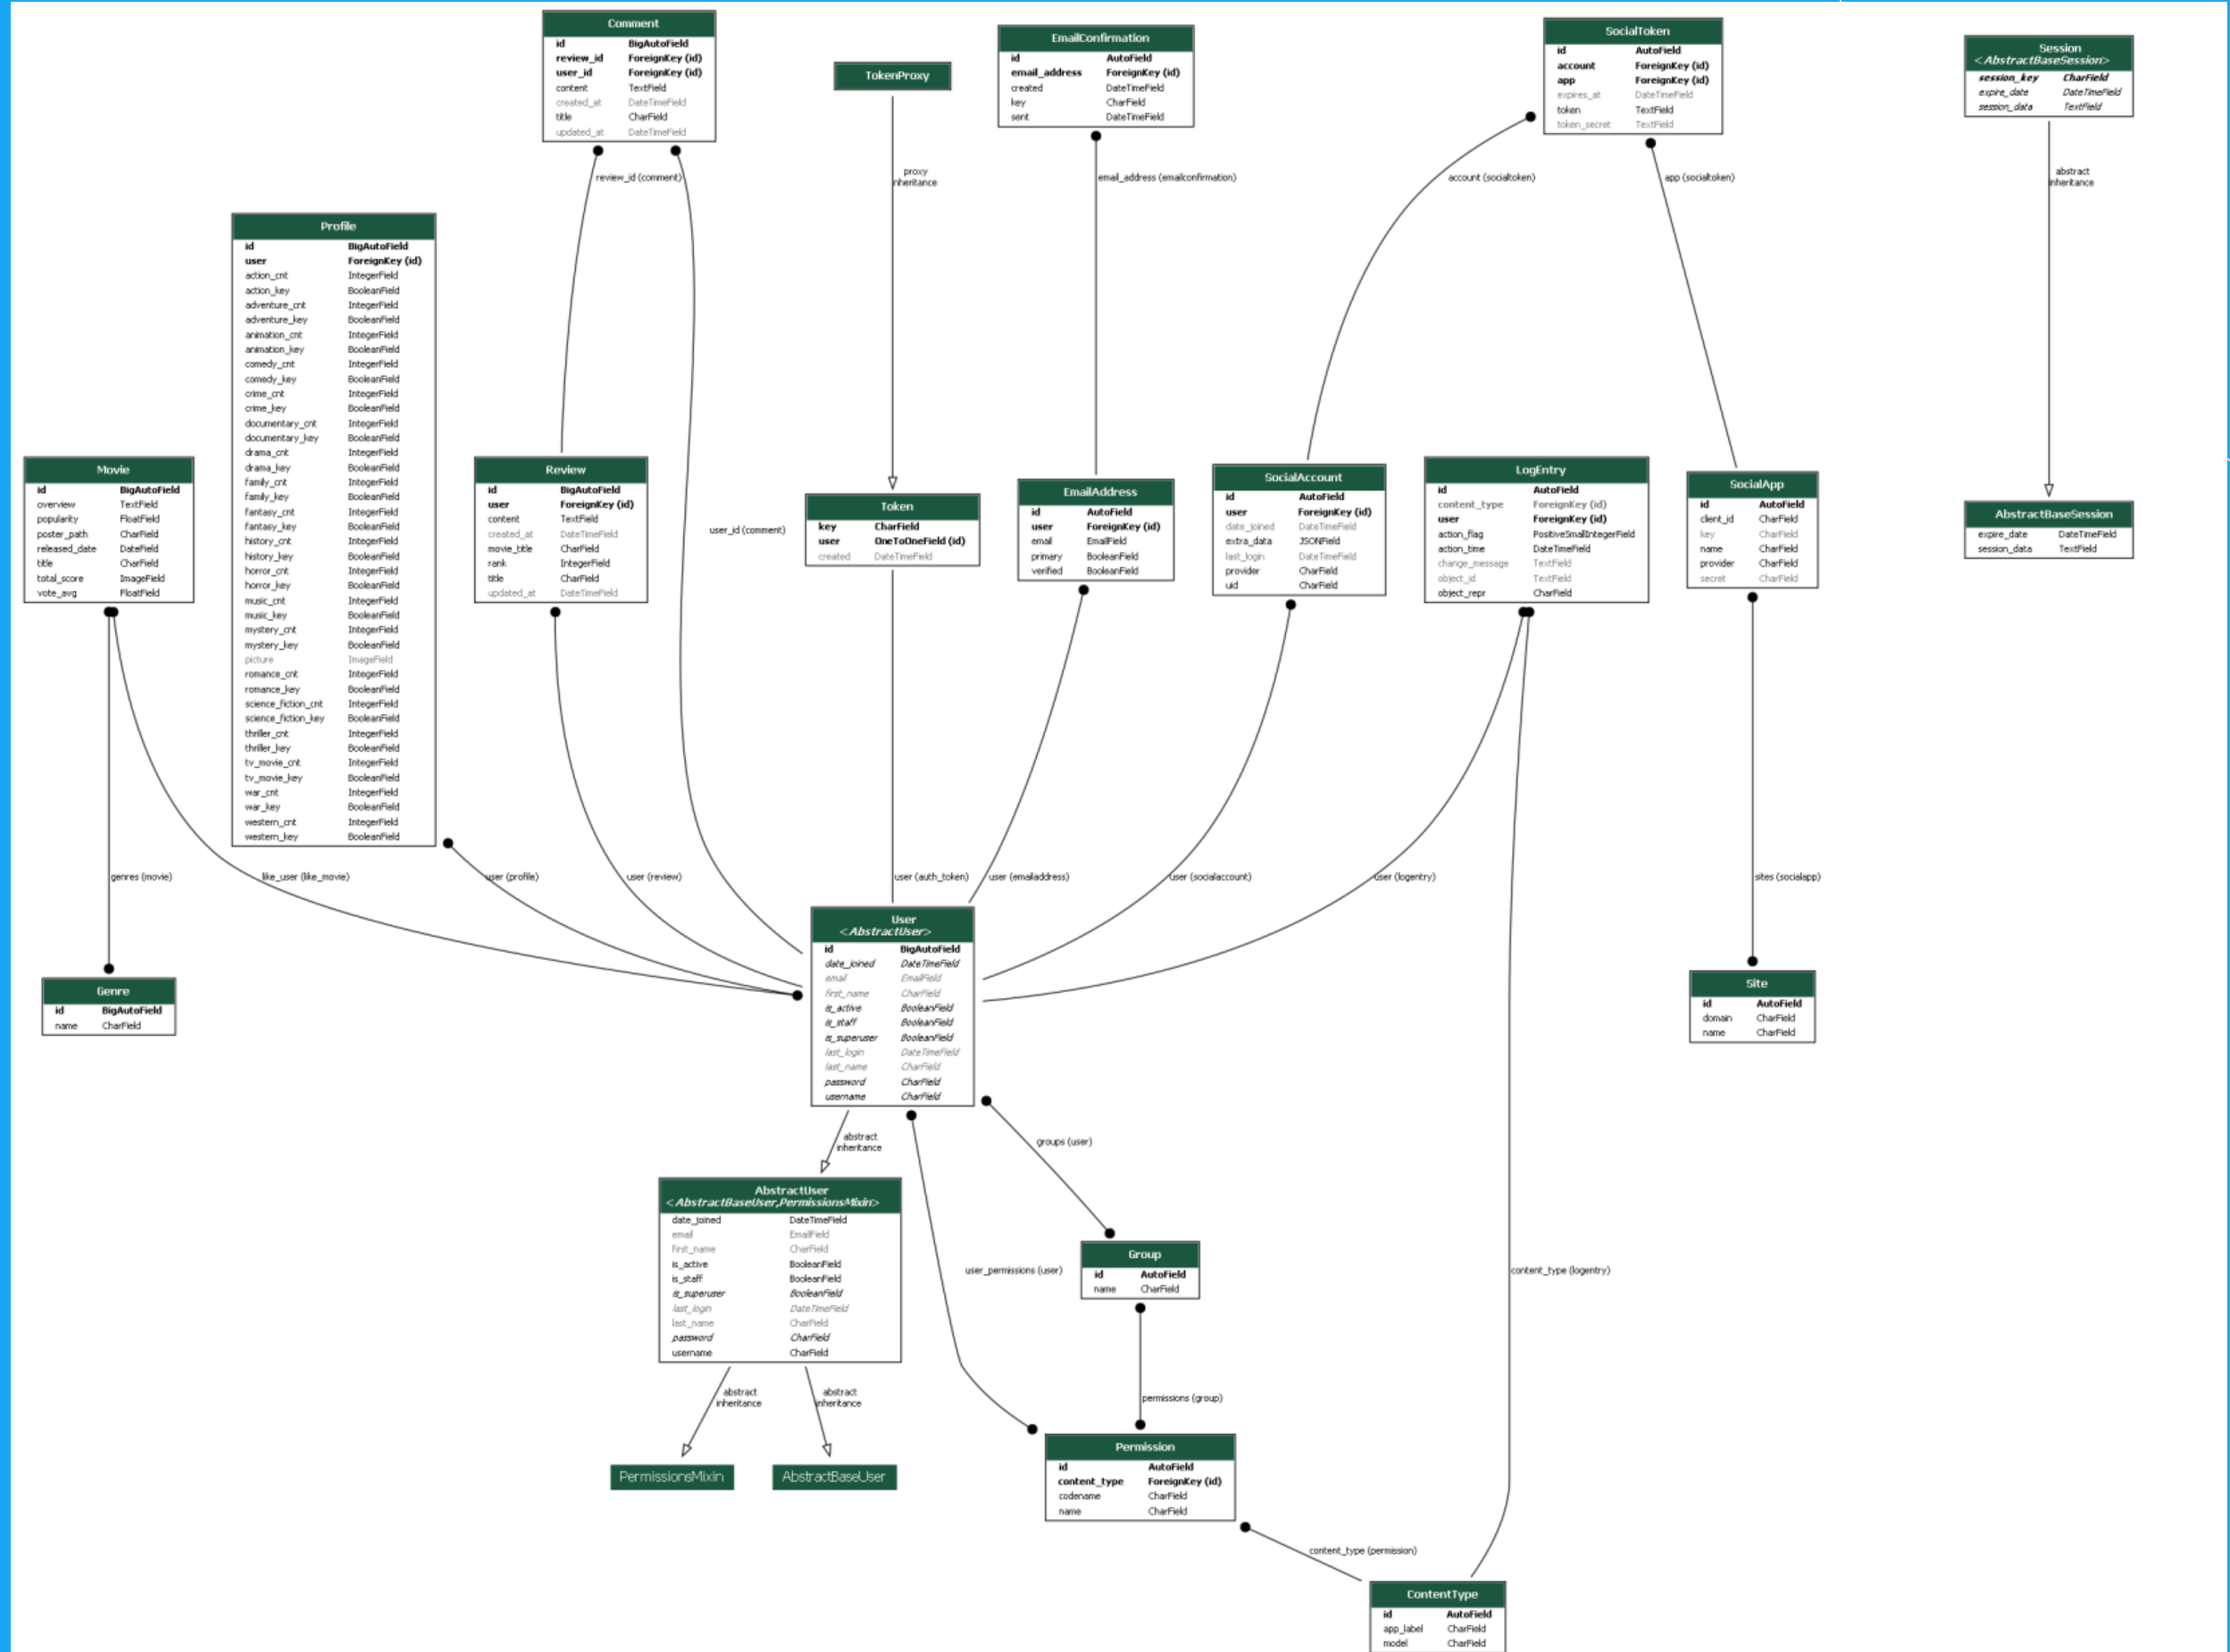 Comment
id BigAutoField
review_id ForeignKey (id)
user_id ForeignKey (id)
content TextField
created_at DateTimeField
title CharField
updated_at DateTimeField
TokenProxy
EmailConfirmation
id AutoField
email_address ForeignKey (id)
created DateTimeField
key CharField
sent DateTimeField
SocialToken
id AutoField
account ForeignKey (id)
app ForeignKey (id)
expires_at DateTimeField
token TextField
token_secret TextField
Session
<AbstractBaseSession>
session_key CharField
expire_date DateTimeField
session_data TextField
review_id (comment)
proxy
inheritance
email_address (emailconfirmation)
account (socialtoken)
app (socialtoken)
abstract
inheritance
Profile
id BigAutoField
user ForeignKey (id)
action_cnt IntegerField
action_key BooleanField
adventure_cnt IntegerField
adventure_key BooleanField
animation_cnt IntegerField
animation_key BooleanField
comedy_cnt IntegerField
comedy_key BooleanField
crime_cnt IntegerField
crime_key BooleanField
documentary_cnt IntegerField
documentary_key BooleanField
drama_cnt IntegerField
drama_key BooleanField
family_cnt IntegerField
family_key BooleanField
fantasy_cnt IntegerField
fantasy_key BooleanField
history_cnt IntegerField
history_key BooleanField
horror_cnt IntegerField
horror_key BooleanField
music_cnt IntegerField
music_key BooleanField
mystery_cnt IntegerField
mystery_key BooleanField
picture ImageField
romance_cnt IntegerField
romance_key BooleanField
science_fiction_cnt IntegerField
science_fiction_key BooleanField
thriller_cnt IntegerField
thriller_key BooleanField
tv_movie_cnt IntegerField
tv_movie_key BooleanField
war_cnt IntegerField
war_key BooleanField
western_cnt IntegerField
western_key BooleanField
Movie
id BigAutoField
overview TextField
popularity FloatField
poster_path CharField
released_date DateField
title CharField
total_score ImageField
vote_avg FloatField
Review
id BigAutoField
user ForeignKey (id)
content TextField
created_at DateTimeField
movie_title CharField
rank IntegerField
title CharField
updated_at DateTimeField
user_id (comment)
Token
key CharField
user OneToOneField (id)
created DateTimeField
EmailAddress
id AutoField
user ForeignKey (id)
email EmailField
primary BooleanField
verified BooleanField
SocialAccount
id AutoField
user ForeignKey (id)
date_joined DateTimeField
extra_data JSONField
last_login DateTimeField
provider CharField
uid CharField
LogEntry
id AutoField
content_type ForeignKey (id)
user ForeignKey (id)
action_flag PositiveSmallIntegerField
action_time DateTimeField
change_message TextField
object_id TextField
object_repr CharField
SocialApp
id AutoField
client_id CharField
key CharField
name CharField
provider CharField
secret CharField
AbstractBaseSession
expire_date DateTimeField
session_data TextField
genres (movie)
like_user (like_movie)
user (profile)
user (review)
user (auth_token)
user (emailaddress)
user (socialaccount)
user (logentry)
sites (socialapp)
User
<AbstractUser>
id BigAutoField
date_joined DateTimeField
email EmailField
first_name CharField
is_active BooleanField
is_staff BooleanField
is_superuser BooleanField
last_login DateTimeField
last_name CharField
password CharField
username CharField
Genre
id BigAutoField
name CharField
Site
id AutoField
domain CharField
name CharField
abstract
inheritance
groups (user)
AbstractUser
<AbstractBaseUser,PermissionsMixin>
date_joined DateTimeField
email EmailField
first_name CharField
is_active BooleanField
is_staff BooleanField
is_superuser BooleanField
last_login DateTimeField
last_name CharField
password CharField
username CharField
user_permissions (user)
Group
id AutoField
name CharField
content_type (logentry)
abstract
inheritance
abstract
inheritance
permissions (group)
PermissionsMixin
AbstractBaseUser
Permission
id AutoField
content_type ForeignKey (id)
codename CharField
name CharField
content_type (permission)
ContentType
id AutoField
app_label CharField
model CharField